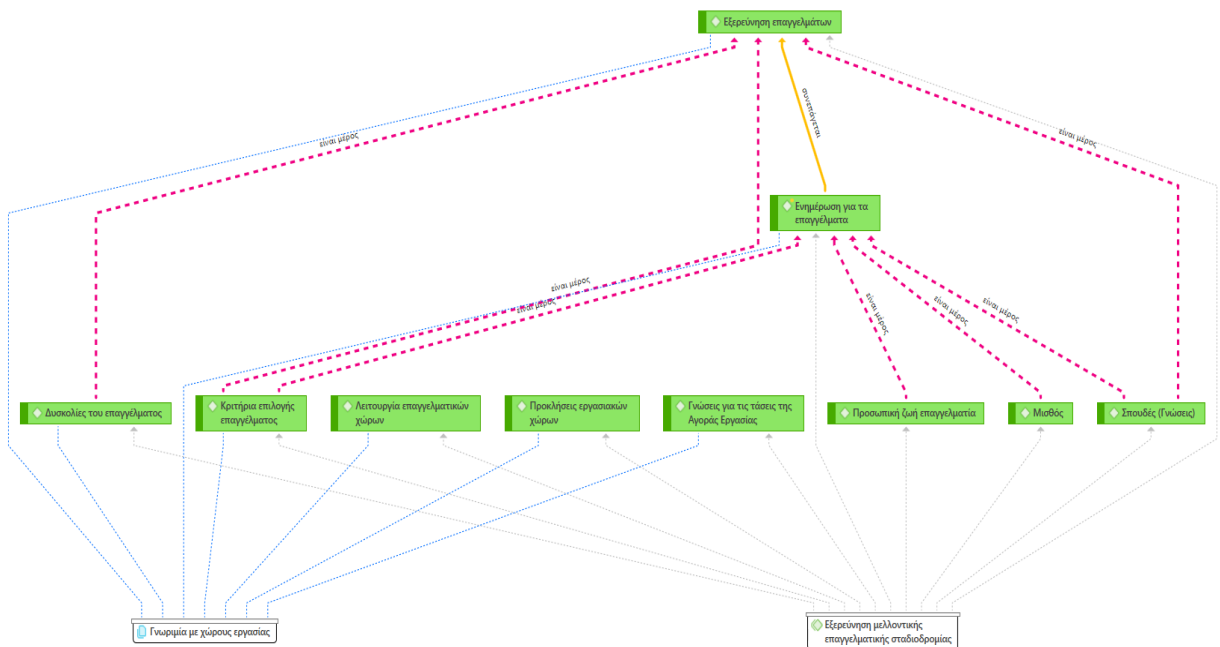 Εξερεύνηση επαγγελμάτων
συνεπάγεται
είναι μέρος
είναι μέρος
Ενημέρωση για τα
επαγγέλματα
είναι μέρος
είναι μέρος
είναι μέρος
είναι μέρος
είναι μέρος
Δυσκολίες του επαγγέλματος
Κριτήρια επιλογής
επαγγέλματος
Λειτουργία επαγγελματικών
χώρων
Προκλήσεις εργασιακών
χώρων
Γνώσεις για τις τάσεις της
Αγοράς Εργασίας
Προσωπική ζωή επαγγελματία
Μισθός
Σπουδές (Γνώσεις)
Γνωριμία με χώρους εργασίας
Εξερεύνηση μελλοντικής
επαγγελματικής σταδιοδρομίας